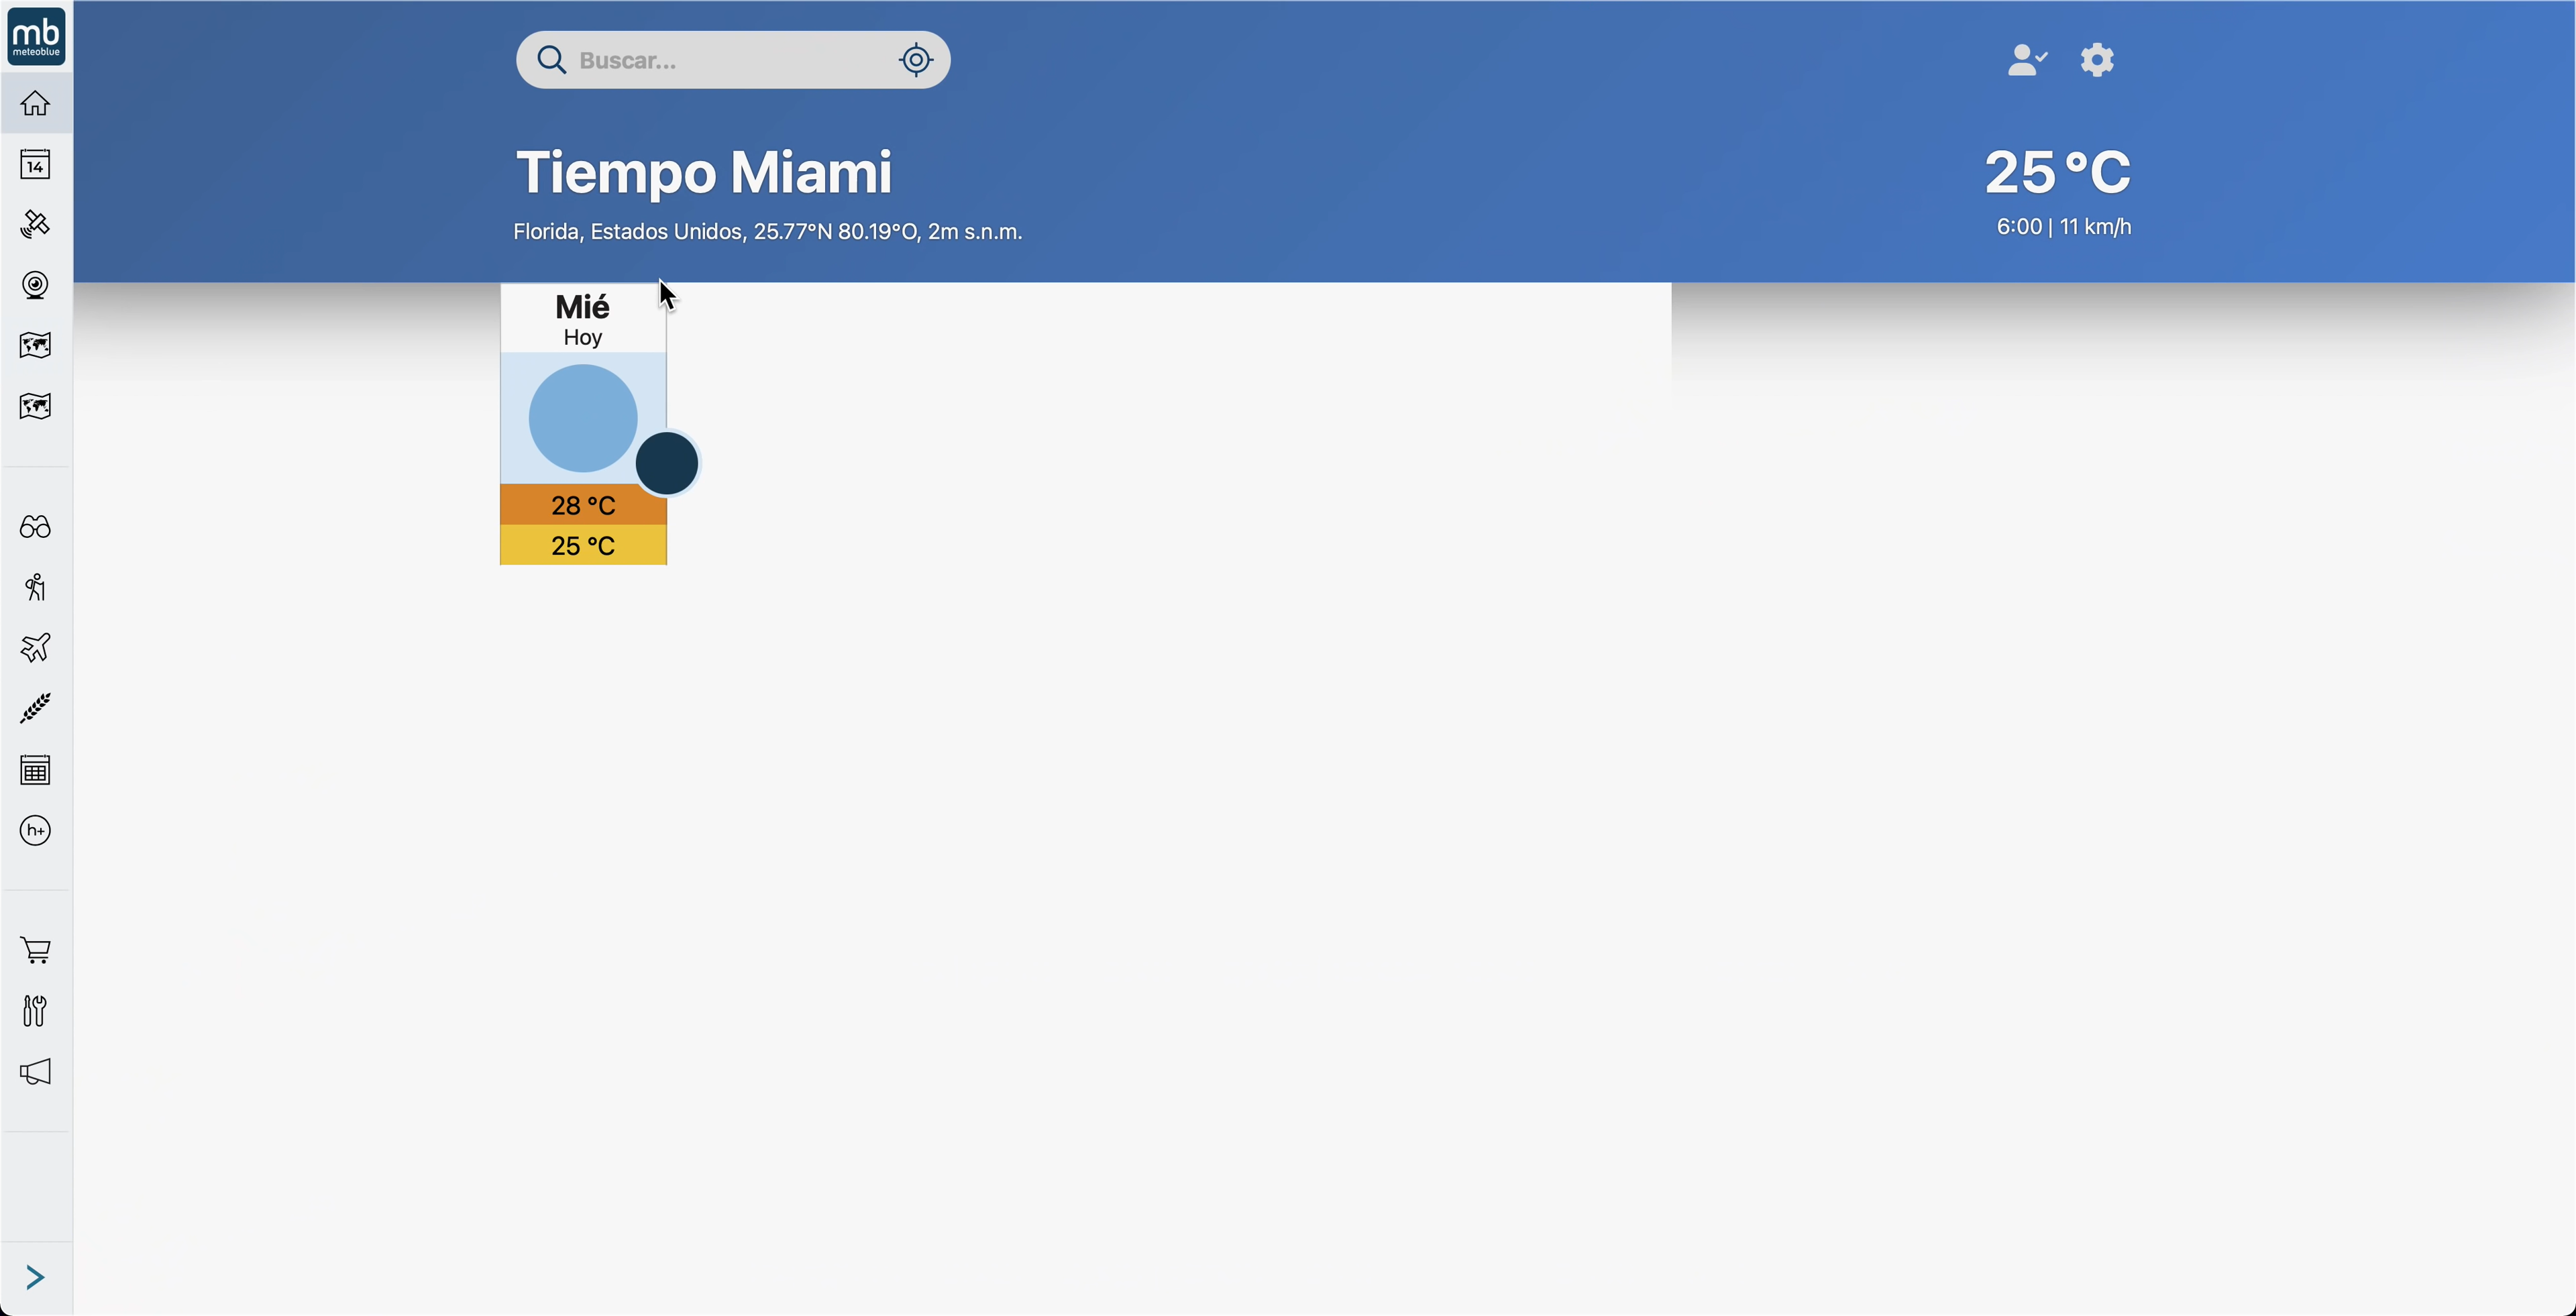 mb
meteoblue
Buscar...
Tiempo Miami
25 °C
Florida, Estados Unidos, 25.77°N 80.19°O, 2m s.n.m.
6:00 | 11 km/h
14
Mié
Hoy
28 °C
25 °C
h+